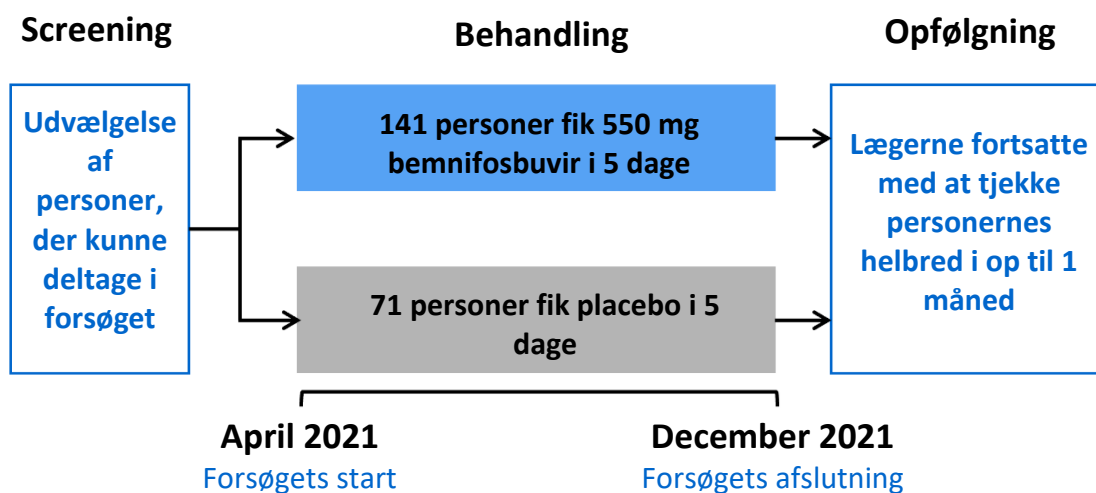 Screening
Behandling
Opfølgning
Udvælgelse
af
personer,
der kunne
deltage i
forsøget
141 personer fik 550 mg
bemnifosbuvir i 5 dage
71 personer fik placebo i 5
dage
Lægerne fortsatte
med at tjekke
personernes
helbred i op til 1
måned
April 2021
Forsøgets start
December 2021
Forsøgets afslutning